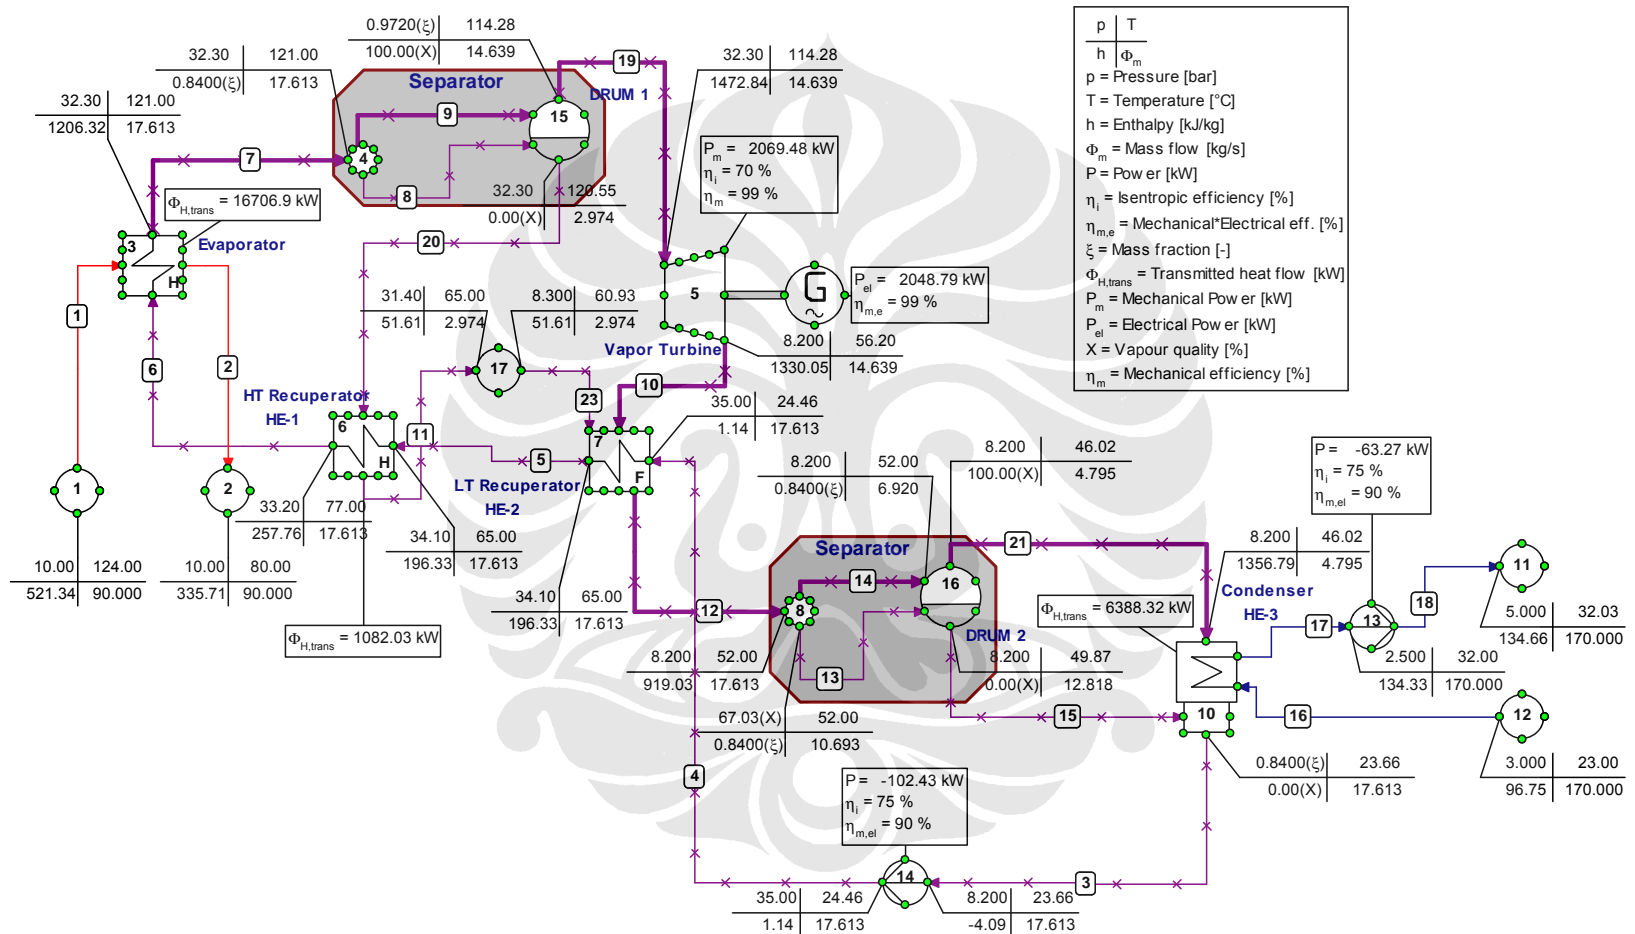 0.9720(ξ) 114.28
100.00(X) 14.639
32.30 121.00
0.8400(ξ) 17.613
32.30 121.00
1206.32 17.613
Separator
19
DRUM 1
32.30 114.28
1472.84 14.639
9
15
4
7
8
32.30 120.55
0.00(X) 2.974
ΦH,trans = 16706.9 kW
Pm = 2069.48 kW
ηi = 70 %
ηm = 99 %
p T
h Φm
p = Pressure [bar]
T = Temperature [°C]
h = Enthalpy [kJ/kg]
Φm = Mass flow [kg/s]
P = Power [kW]
ηi = Isentropic efficiency [%]
ηm,e = Mechanical*Electrical eff. [%]
ξ = Mass fraction [-]
ΦH,trans = Transmitted heat flow [kW]
Pm = Mechanical Power [kW]
Pel = Electrical Power [kW]
X = Vapour quality [%]
ηm = Mechanical efficiency [%]
3
H
Evaporator
20
1
2
6
31.40 65.00
51.61 2.974
8.300 60.93
51.61 2.974
5
G
~
Pel = 2048.79 kW
ηm,e = 99 %
Vapor Turbine
8.200 56.20
1330.05 14.639
17
10
23
HT Recuperator
HE-1
6
H
11
5
7
F
35.00 24.46
1.14 17.613
LT Recuperator
HE-2
1
2
33.20 77.00
257.76 17.613
34.10 65.00
196.33 17.613
10.00 124.00
521.34 90.000
10.00 80.00
335.71 90.000
34.10 65.00
196.33 17.613
ΦH,trans = 1082.03 kW
8.200 52.00
0.8400(ξ) 6.920
8.200 46.02
100.00(X) 4.795
P = -63.27 kW
ηi = 75 %
ηm,el = 90 %
Separator
21
14
16
8
12
13
DRUM 2
8.200 49.87
0.00(X) 12.818
8.200 52.00
919.03 17.613
67.03(X) 52.00
0.8400(ξ) 10.693
15
8.200 46.02
1356.79 4.795
Condenser
HE-3
ΦH,trans = 6388.32 kW
17
13
18
11
5.000 32.03
134.66 170.000
2.500 32.00
134.33 170.000
10
16
12
3.000 23.00
96.75 170.000
0.8400(ξ) 23.66
0.00(X) 17.613
4
P = -102.43 kW
ηi = 75 %
ηm,el = 90 %
14
3
35.00 24.46
1.14 17.613
8.200 23.66
-4.09 17.613